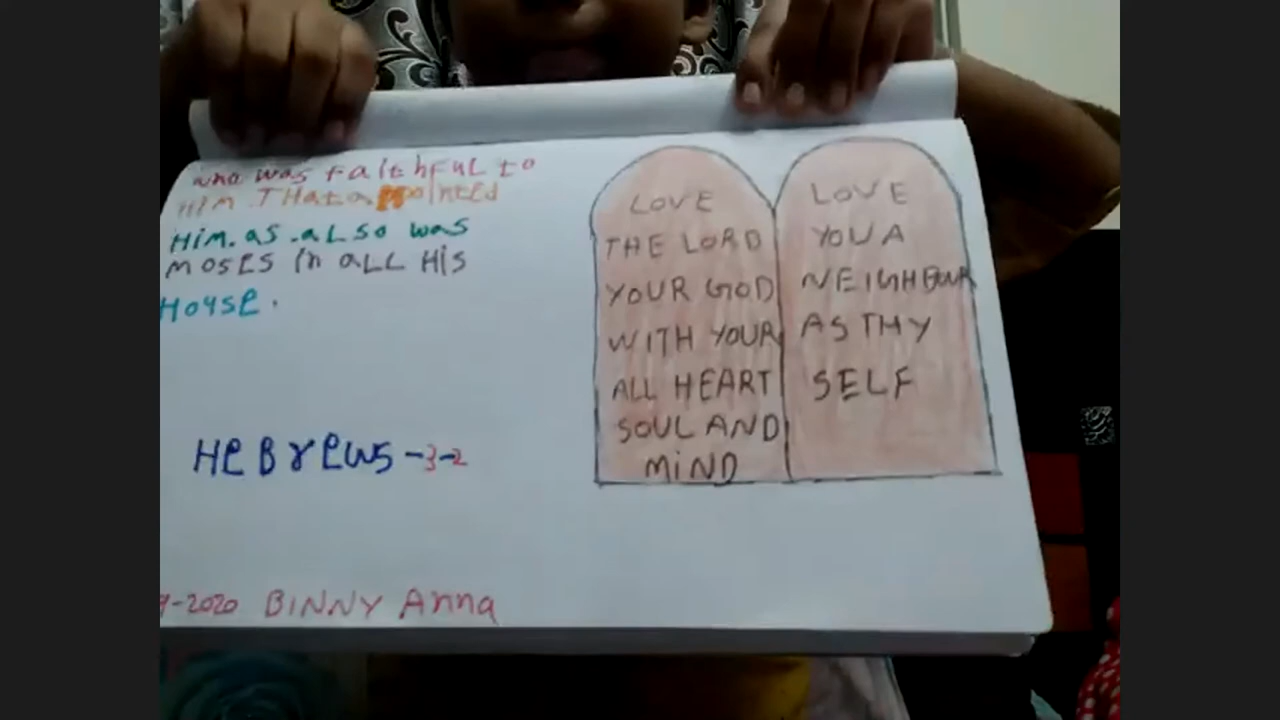 who was FaithFuL to
HIM THat aPPointed
HiM. as .aLSo was
MOSES in aLL His
House.
HeBrews -3-2
9-2020 BINNY Anna
LOVE
THE LORD
YOUR GOD
WITH YOUR
ALL HEART
SOUL AND
MIND
LOVE
YOU A
NEIGHBOUR
AS THY
SELF